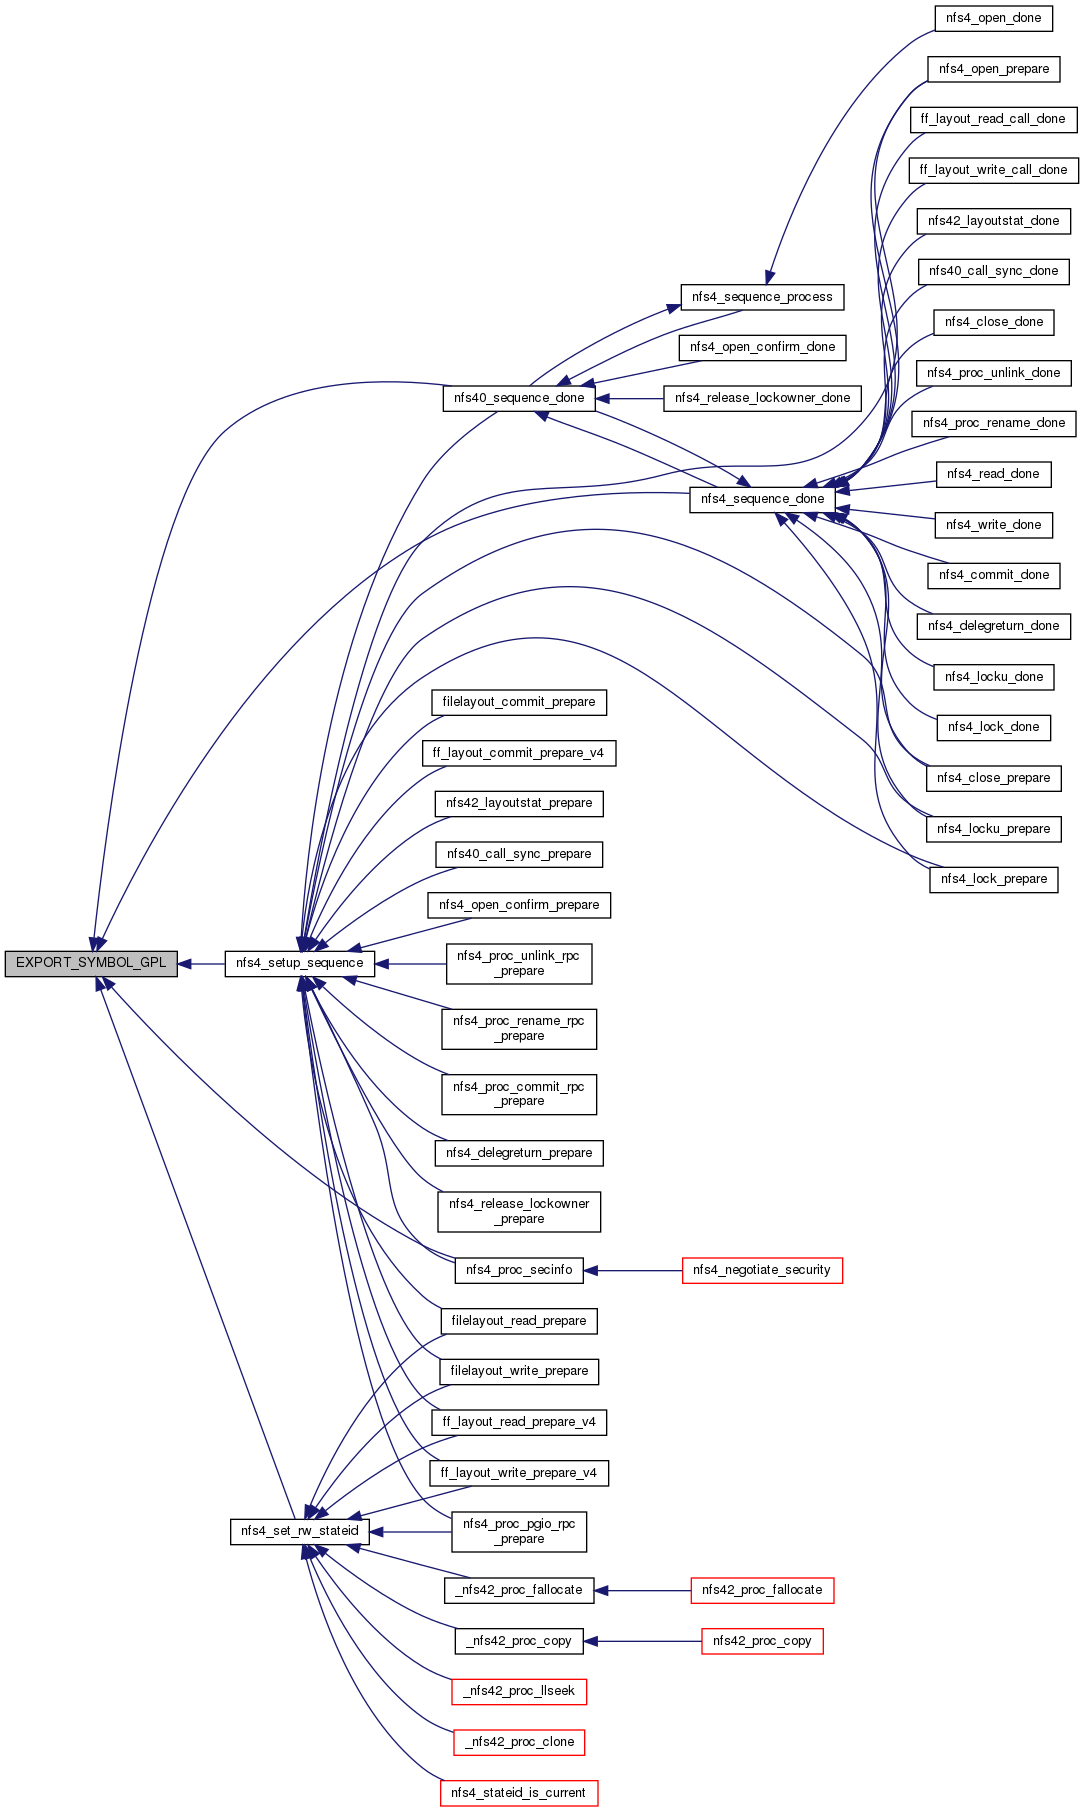 nfs4_open_done
nfs4_open_prepare
ff_layout_read_call_done
ff_layout_write_call_done
nfs42_layoutstat_done
nfs40_call_sync_done
nfs4_sequence_process
nfs4_close_done
nfs4_open_confirm_done
nfs4_proc_unlink_done
nfs40_sequence_done
nfs4_release_lockowner_done
nfs4_proc_rename_done
nfs4_read_done
nfs4_sequence_done
nfs4_write_done
nfs4_commit_done
nfs4_delegreturn_done
nfs4_locku_done
filelayout_commit_prepare
nfs4_lock_done
ff_layout_commit_prepare_v4
nfs4_close_prepare
nfs42_layoutstat_prepare
nfs4_locku_prepare
nfs40_call_sync_prepare
nfs4_lock_prepare
nfs4_open_confirm_prepare
EXPORT_SYMBOL_GPL
nfs4_setup_sequence
nfs4_proc_unlink_rpc
_prepare
nfs4_proc_rename_rpc
_prepare
nfs4_proc_commit_rpc
_prepare
nfs4_delegreturn_prepare
nfs4_release_lockowner
_prepare
nfs4_proc_secinfo
nfs4_negotiate_security
filelayout_read_prepare
filelayout_write_prepare
ff_layout_read_prepare_v4
ff_layout_write_prepare_v4
nfs4_set_rw_stateid
nfs4_proc_pgio_rpc
_prepare
_nfs42_proc_fallocate
nfs42_proc_fallocate
_nfs42_proc_copy
nfs42_proc_copy
_nfs42_proc_llseek
_nfs42_proc_clone
nfs4_stateid_is_current